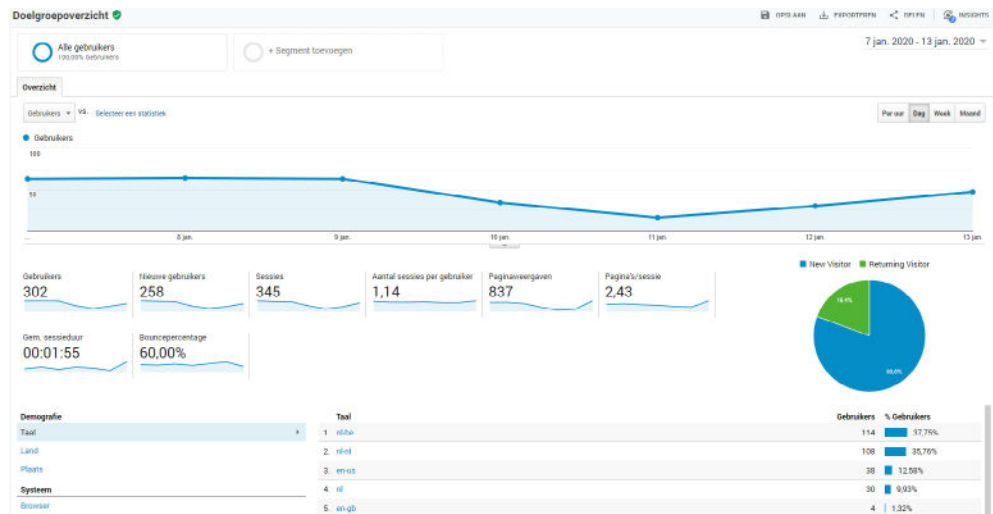 Doelgroepoverzicht
OPSLAAN EXPORTEREN DELEN INSIGHTS
7 jan. 2020 - 13 jan. 2020
Alle gebruikers
100,00% Gebruikers
+ Segment toevoegen
Overzicht
Gebruikers vs. Selecteer een statistiek
Per uur Dag Week Maand
Gebruikers
100
50
... 8 jan. 9 jan. 10 jan. 11 jan. 12 jan. 13 jan.
New Visitor Returning Visitor
Gebruikers Nieuwe gebruikers Sessies Aantal sessies per gebruiker Paginaweergaven Pagina's/sessie
302 258 345 1,14 837 2,43
Gem. sessieduur Bouncepercentage
00:01:55 60,00%
Demografie Taal Gebruikers % Gebruikers
Taal 1. nl-be 114 37,75%
Land 2. nl-nl 108 35,76%
Plaats 3. en-us 38 12,58%
Systeem 4. nl 30 9,93%
Browser 5. en-gb 4 1,32%